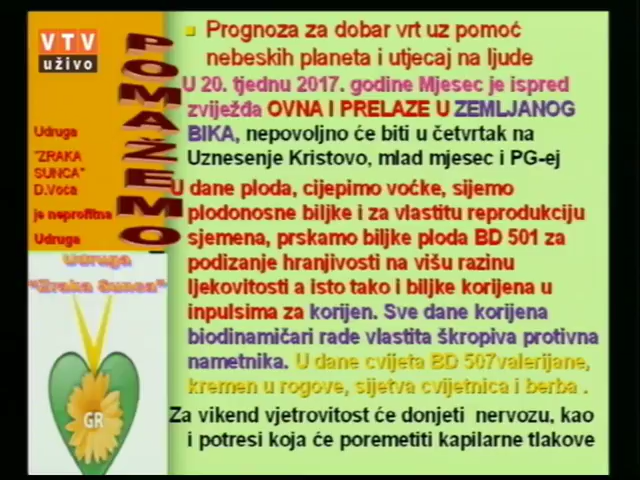 VTV
uživo
POMAŽEMO
Udruga
"ZRAKA
SUNCA"
D.Voća
je neprofitna
Udruga
Udruga
"Zraka Sunca"
GR
Prognoza za dobar vrt uz pomoć
nebeskih planeta i utjecaj na ljude
U 20. tjednu 2017. godine Mjesec je ispred
zviježđa OVNA I PRELAZE U ZEMLJANOG
BIKA, nepovoljno će biti u četvrtak na
Uznesenje Kristovo, mlad mjesec i PG-ej
U dane ploda, cijepimo voćke, sijemo
plodonosne biljke i za vlastitu reprodukciju
sjemena, prskamo biljke ploda BD 501 za
podizanje hranjivosti na višu razinu
ljekovitosti a isto tako i biljke korijena u
inpulsima za korijen. Sve dane korijena
biodinamičari rade vlastita škropiva protivna
nametnika. U dane cvijeta BD 507valerijane,
kremen u rogove, sijetva cvijetnica i berba .
Za vikend vjetrovitost će donjeti nervozu, kao
i potresi koja će poremetiti kapilarne tlakove